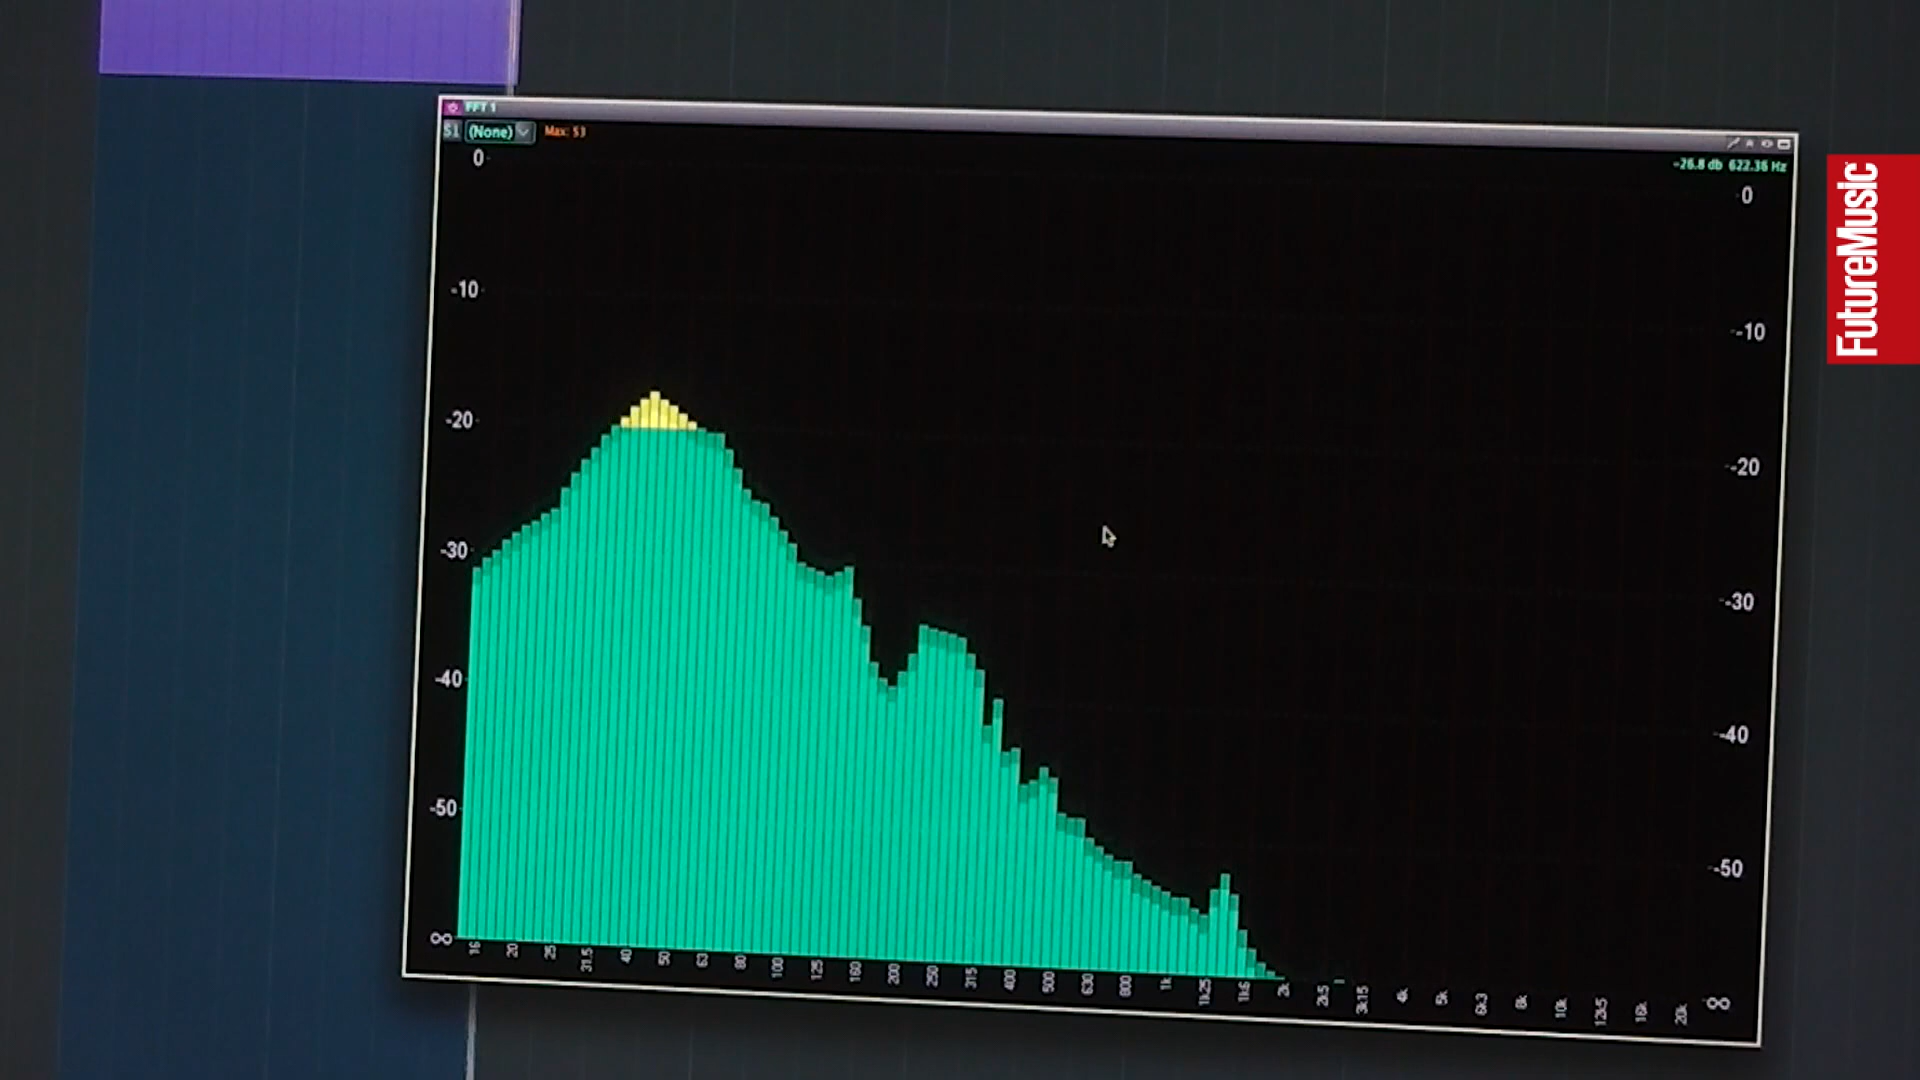 FFT 1
S1 (None) Max: 53
-26.8 db 622.36 Hz
0 0
-10 -10
-20 -20
-30 -30
-40 -40
-50 -50
∞ 16 20 25 31.5 40 50 63 80 100 125 160 200 250 315 400 500 630 800 1k 1k25 1k6 2k 2k5 3k15 4k 5k 6k3 8k 10k 12k5 16k 20k ∞
FutureMusic